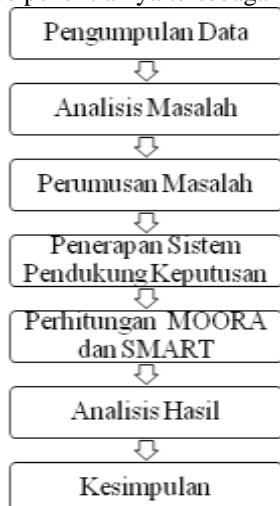 Pengumpulan Data
Analisis Masalah
Perumusan Masalah
Penerapan Sistem
Pendukung Keputusan
Perhitungan MOORA
dan SMART
Analisis Hasil
Kesimpulan